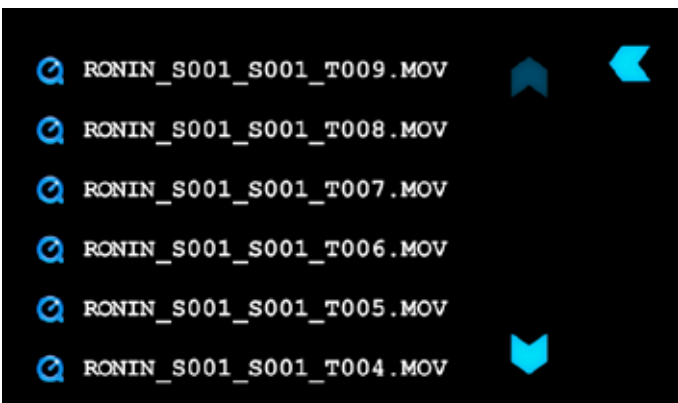 RONIN_S001_S001_T009.MOV
RONIN_S001_S001_T008.MOV
RONIN_S001_S001_T007.MOV
RONIN_S001_S001_T006.MOV
RONIN_S001_S001_T005.MOV
RONIN_S001_S001_T004.MOV